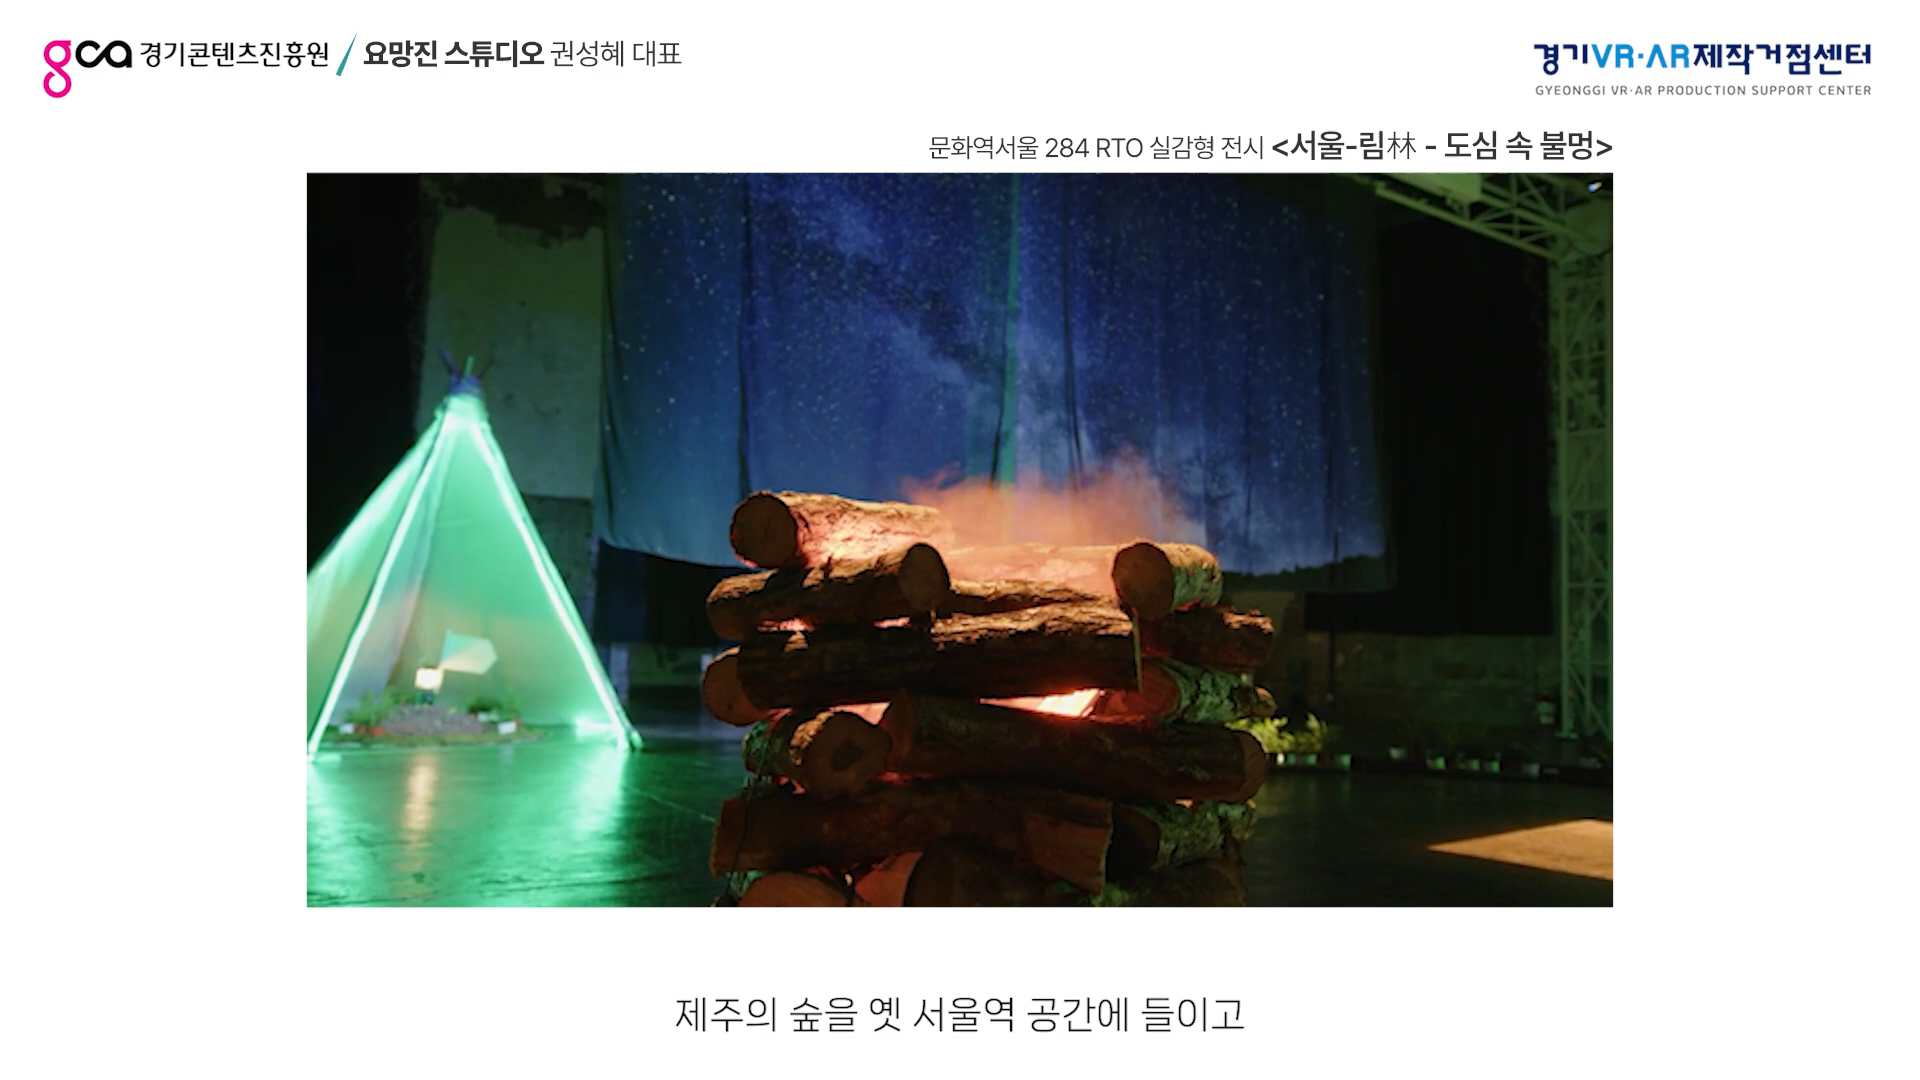 gca 경기콘텐츠진흥원 / 요망진 스튜디오 권성혜 대표
경기VR·AR제작거점센터
GYEONGGI VR·AR PRODUCTION SUPPORT CENTER
문화역서울 284 RTO 실감형 전시 <서울-림林 - 도심 속 불멍>
제주의 숲을 옛 서울역 공간에 들이고